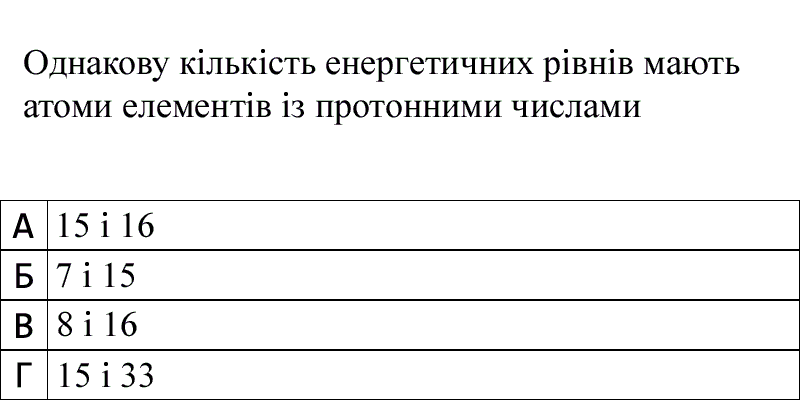 Однакову кількість енергетичних рівнів мають
атоми елементів із протонними числами
А 15 і 16
Б 7 і 15
В 8 і 16
Г 15 і 33